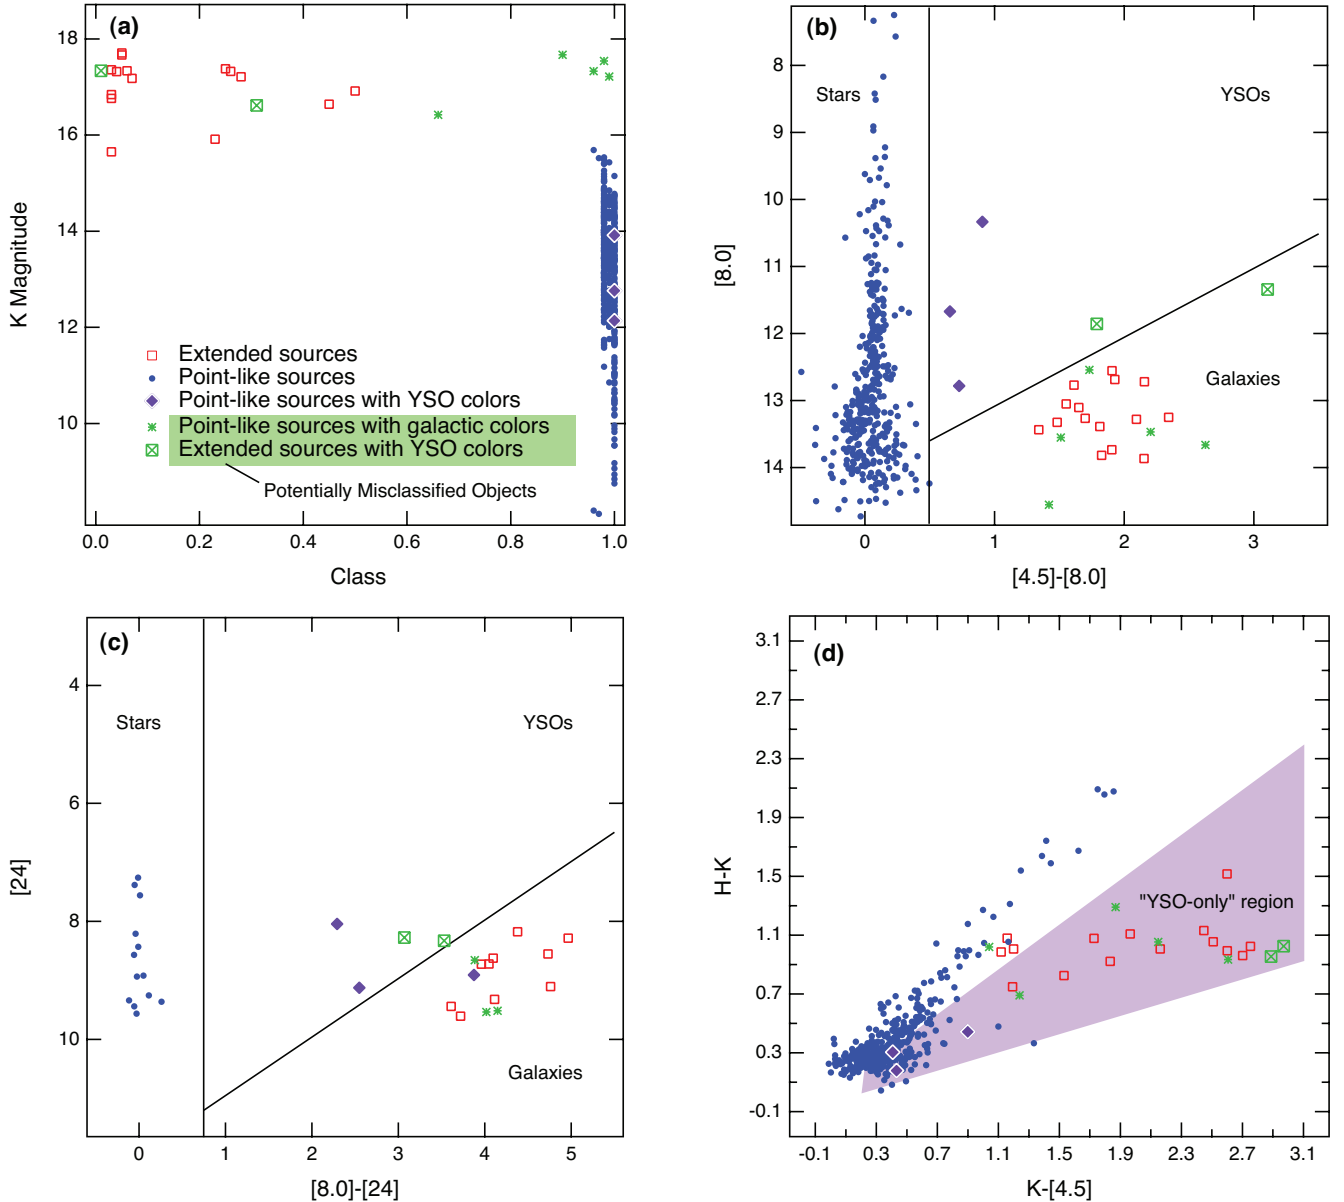 (a)
18
16
14
12
10
K Magnitude
Extended sources
Point-like sources
Point-like sources with YSO colors
Point-like sources with galactic colors
Extended sources with YSO colors
Potentially Misclassified Objects
0.0 0.2 0.4 0.6 0.8 1.0
Class
(b)
8
9
10
11
12
13
14
[8.0]
Stars
YSOs
Galaxies
0 1 2 3
[4.5]-[8.0]
(c)
4
6
8
10
[24]
Stars
YSOs
Galaxies
0 1 2 3 4 5
[8.0]-[24]
(d)
3.1
2.7
2.3
1.9
1.5
1.1
0.7
0.3
-0.1
H-K
"YSO-only" region
-0.1 0.3 0.7 1.1 1.5 1.9 2.3 2.7 3.1
K-[4.5]